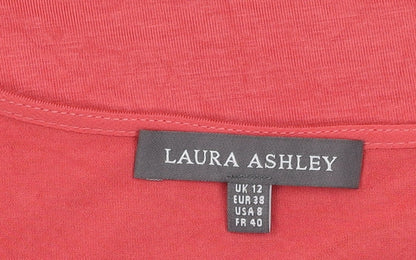 LAURA ASHLEY
UK 12
EUR 38
USA 8
FR 40